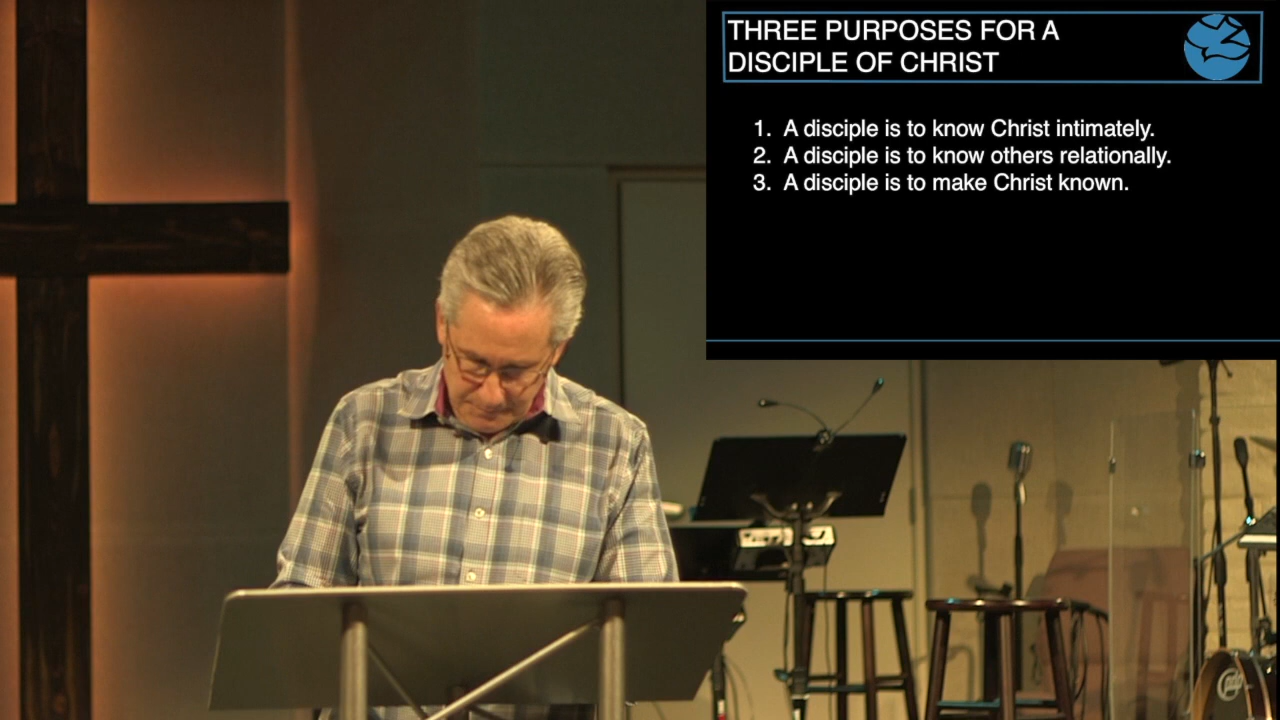 THREE PURPOSES FOR A
DISCIPLE OF CHRIST
1. A disciple is to know Christ intimately.
2. A disciple is to know others relationally.
3. A disciple is to make Christ known.